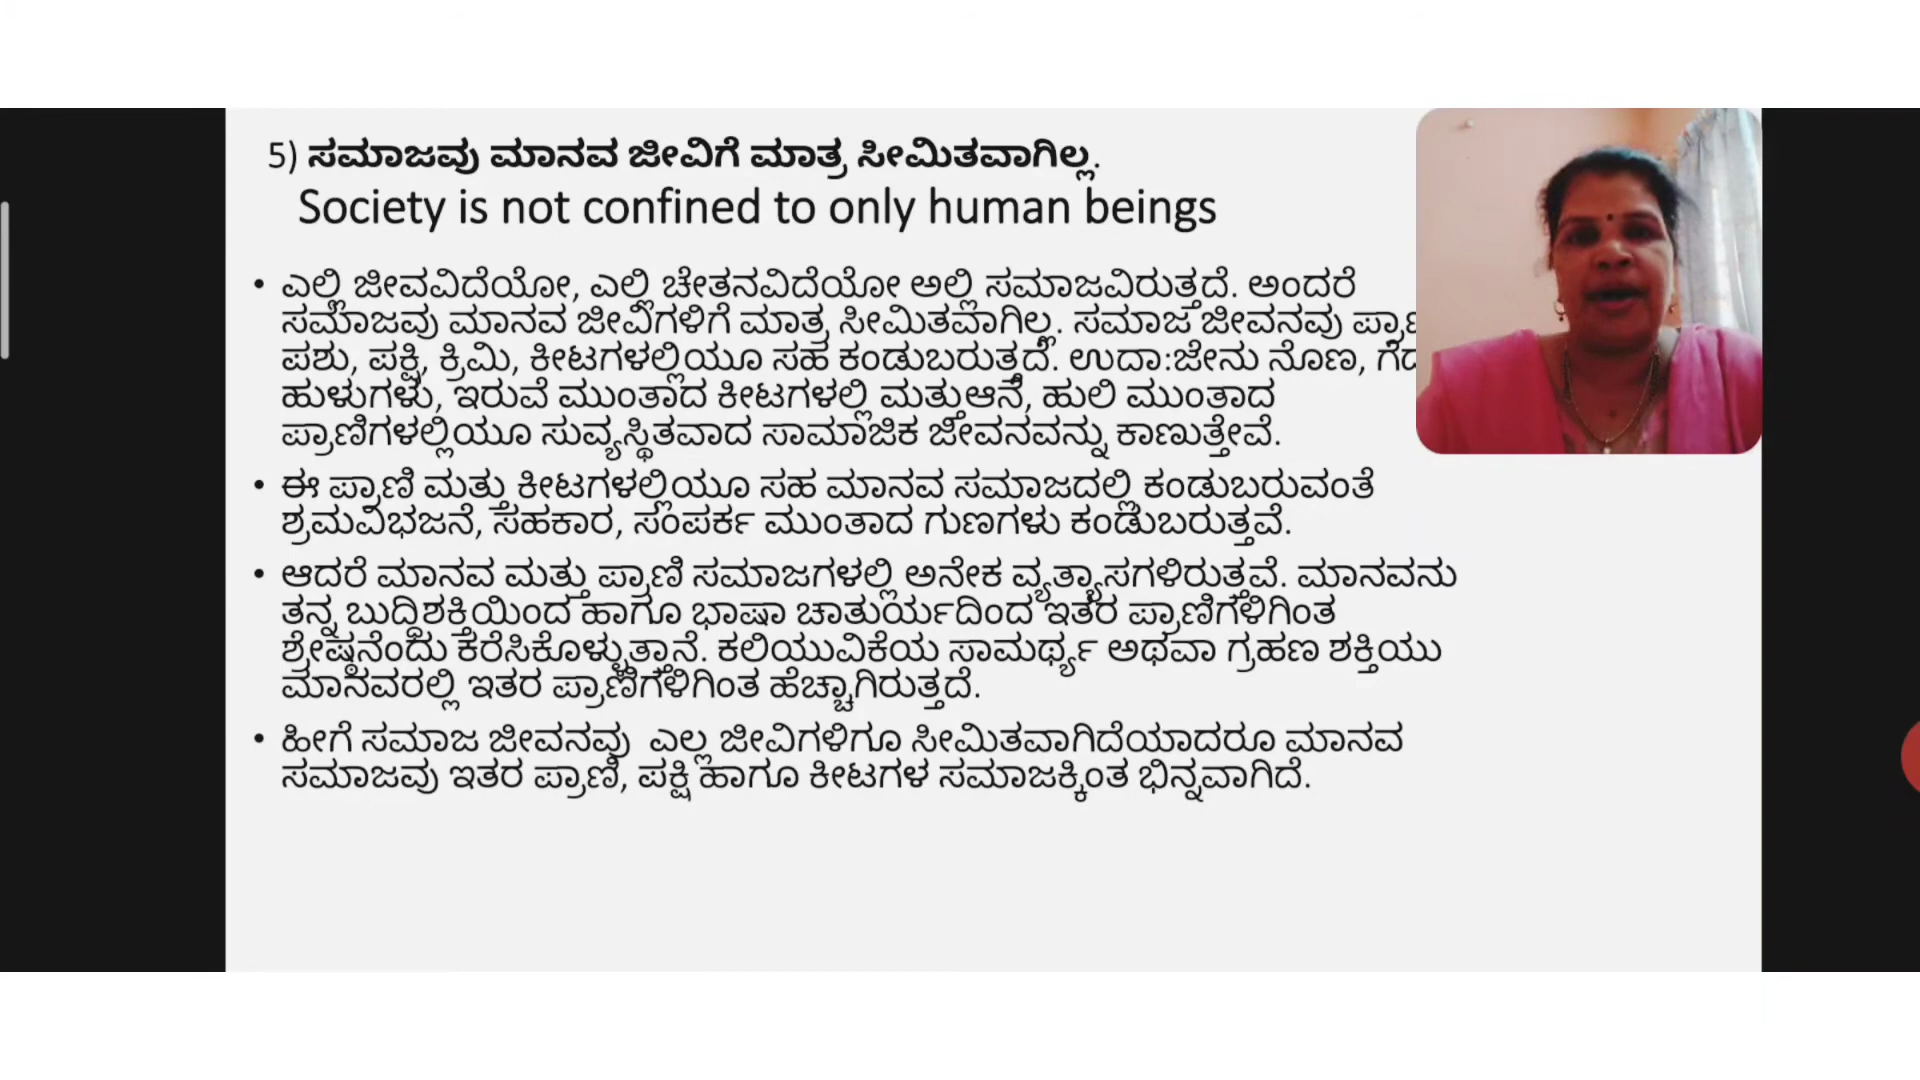 5) ಸಮಾಜವು ಮಾನವ ಜೀವಿಗೆ ಮಾತ್ರ ಸೀಮಿತವಾಗಿಲ್ಲ.
Society is not confined to only human beings
• ಎಲ್ಲಿ ಜೀವವಿದೆಯೋ, ಎಲ್ಲಿ ಚೇತನವಿದೆಯೋ ಅಲ್ಲಿ ಸಮಾಜವಿರುತ್ತದೆ. ಅಂದರೆ
ಸಮಾಜವು ಮಾನವ ಜೀವಿಗಳಿಗೆ ಮಾತ್ರ ಸೀಮಿತವಾಗಿಲ್ಲ. ಸಮಾಜ ಜೀವನವು
ಪಶು, ಪಕ್ಷಿ, ಕ್ರಿಮಿ, ಕೀಟಗಳಲ್ಲಿಯೂ ಸಹ ಕಂಡುಬರುತ್ತದೆ. ಉದಾ:ಜೇನು ನೊಣ,
ಹುಳುಗಳು, ಇರುವೆ ಮುಂತಾದ ಕೀಟಗಳಲ್ಲಿ ಮತ್ತುಆನೆ, ಹುಲಿ ಮುಂತಾದ
ಪ್ರಾಣಿಗಳಲ್ಲಿಯೂ ಸುವ್ಯಸ್ಥಿತವಾದ ಸಾಮಾಜಿಕ ಜೀವನವನ್ನು ಕಾಣುತ್ತೇವೆ.
• ಈ ಪ್ರಾಣಿ ಮತ್ತು ಕೀಟಗಳಲ್ಲಿಯೂ ಸಹ ಮಾನವ ಸಮಾಜದಲ್ಲಿ ಕಂಡುಬರುವಂತೆ
ಶ್ರಮವಿಭಜನೆ, ಸಹಕಾರ, ಸಂಪರ್ಕ ಮುಂತಾದ ಗುಣಗಳು ಕಂಡುಬರುತ್ತವೆ.
• ಆದರೆ ಮಾನವ ಮತ್ತು ಪ್ರಾಣಿ ಸಮಾಜಗಳಲ್ಲಿ ಅನೇಕ ವ್ಯತ್ಯಾಸಗಳಿರುತ್ತವೆ. ಮಾನವನು
ತನ್ನ ಬುದ್ಧಿಶಕ್ತಿಯಿಂದ ಹಾಗೂ ಭಾಷಾ ಚಾತುರ್ಯದಿಂದ ಇತರ ಪ್ರಾಣಿಗಳಿಗಿಂತ
ಶ್ರೇಷ್ಠನೆಂದು ಕರೆಸಿಕೊಳ್ಳುತ್ತಾನೆ. ಕಲಿಯುವಿಕೆಯ ಸಾಮರ್ಥ್ಯ ಅಥವಾ ಗ್ರಹಣ ಶಕ್ತಿಯು
ಮಾನವರಲ್ಲಿ ಇತರ ಪ್ರಾಣಿಗಳಿಗಿಂತ ಹೆಚ್ಚಾಗಿರುತ್ತದೆ.
• ಹೀಗೆ ಸಮಾಜ ಜೀವನವು ಎಲ್ಲ ಜೀವಿಗಳಿಗೂ ಸೀಮಿತವಾಗಿದೆಯಾದರೂ ಮಾನವ
ಸಮಾಜವು ಇತರ ಪ್ರಾಣಿ, ಪಕ್ಷಿ ಹಾಗೂ ಕೀಟಗಳ ಸಮಾಜಕ್ಕಿಂತ ಭಿನ್ನವಾಗಿದೆ.